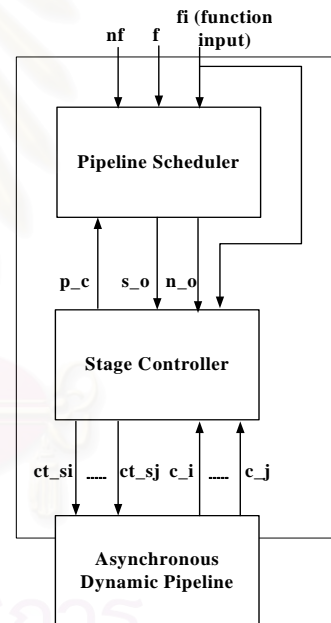 nf f fi (function
input)
Pipeline Scheduler
p_c s_o n_o
Stage Controller
ct_si ----- ct_sj c_i ----- c_j
Asynchronous
Dynamic Pipeline